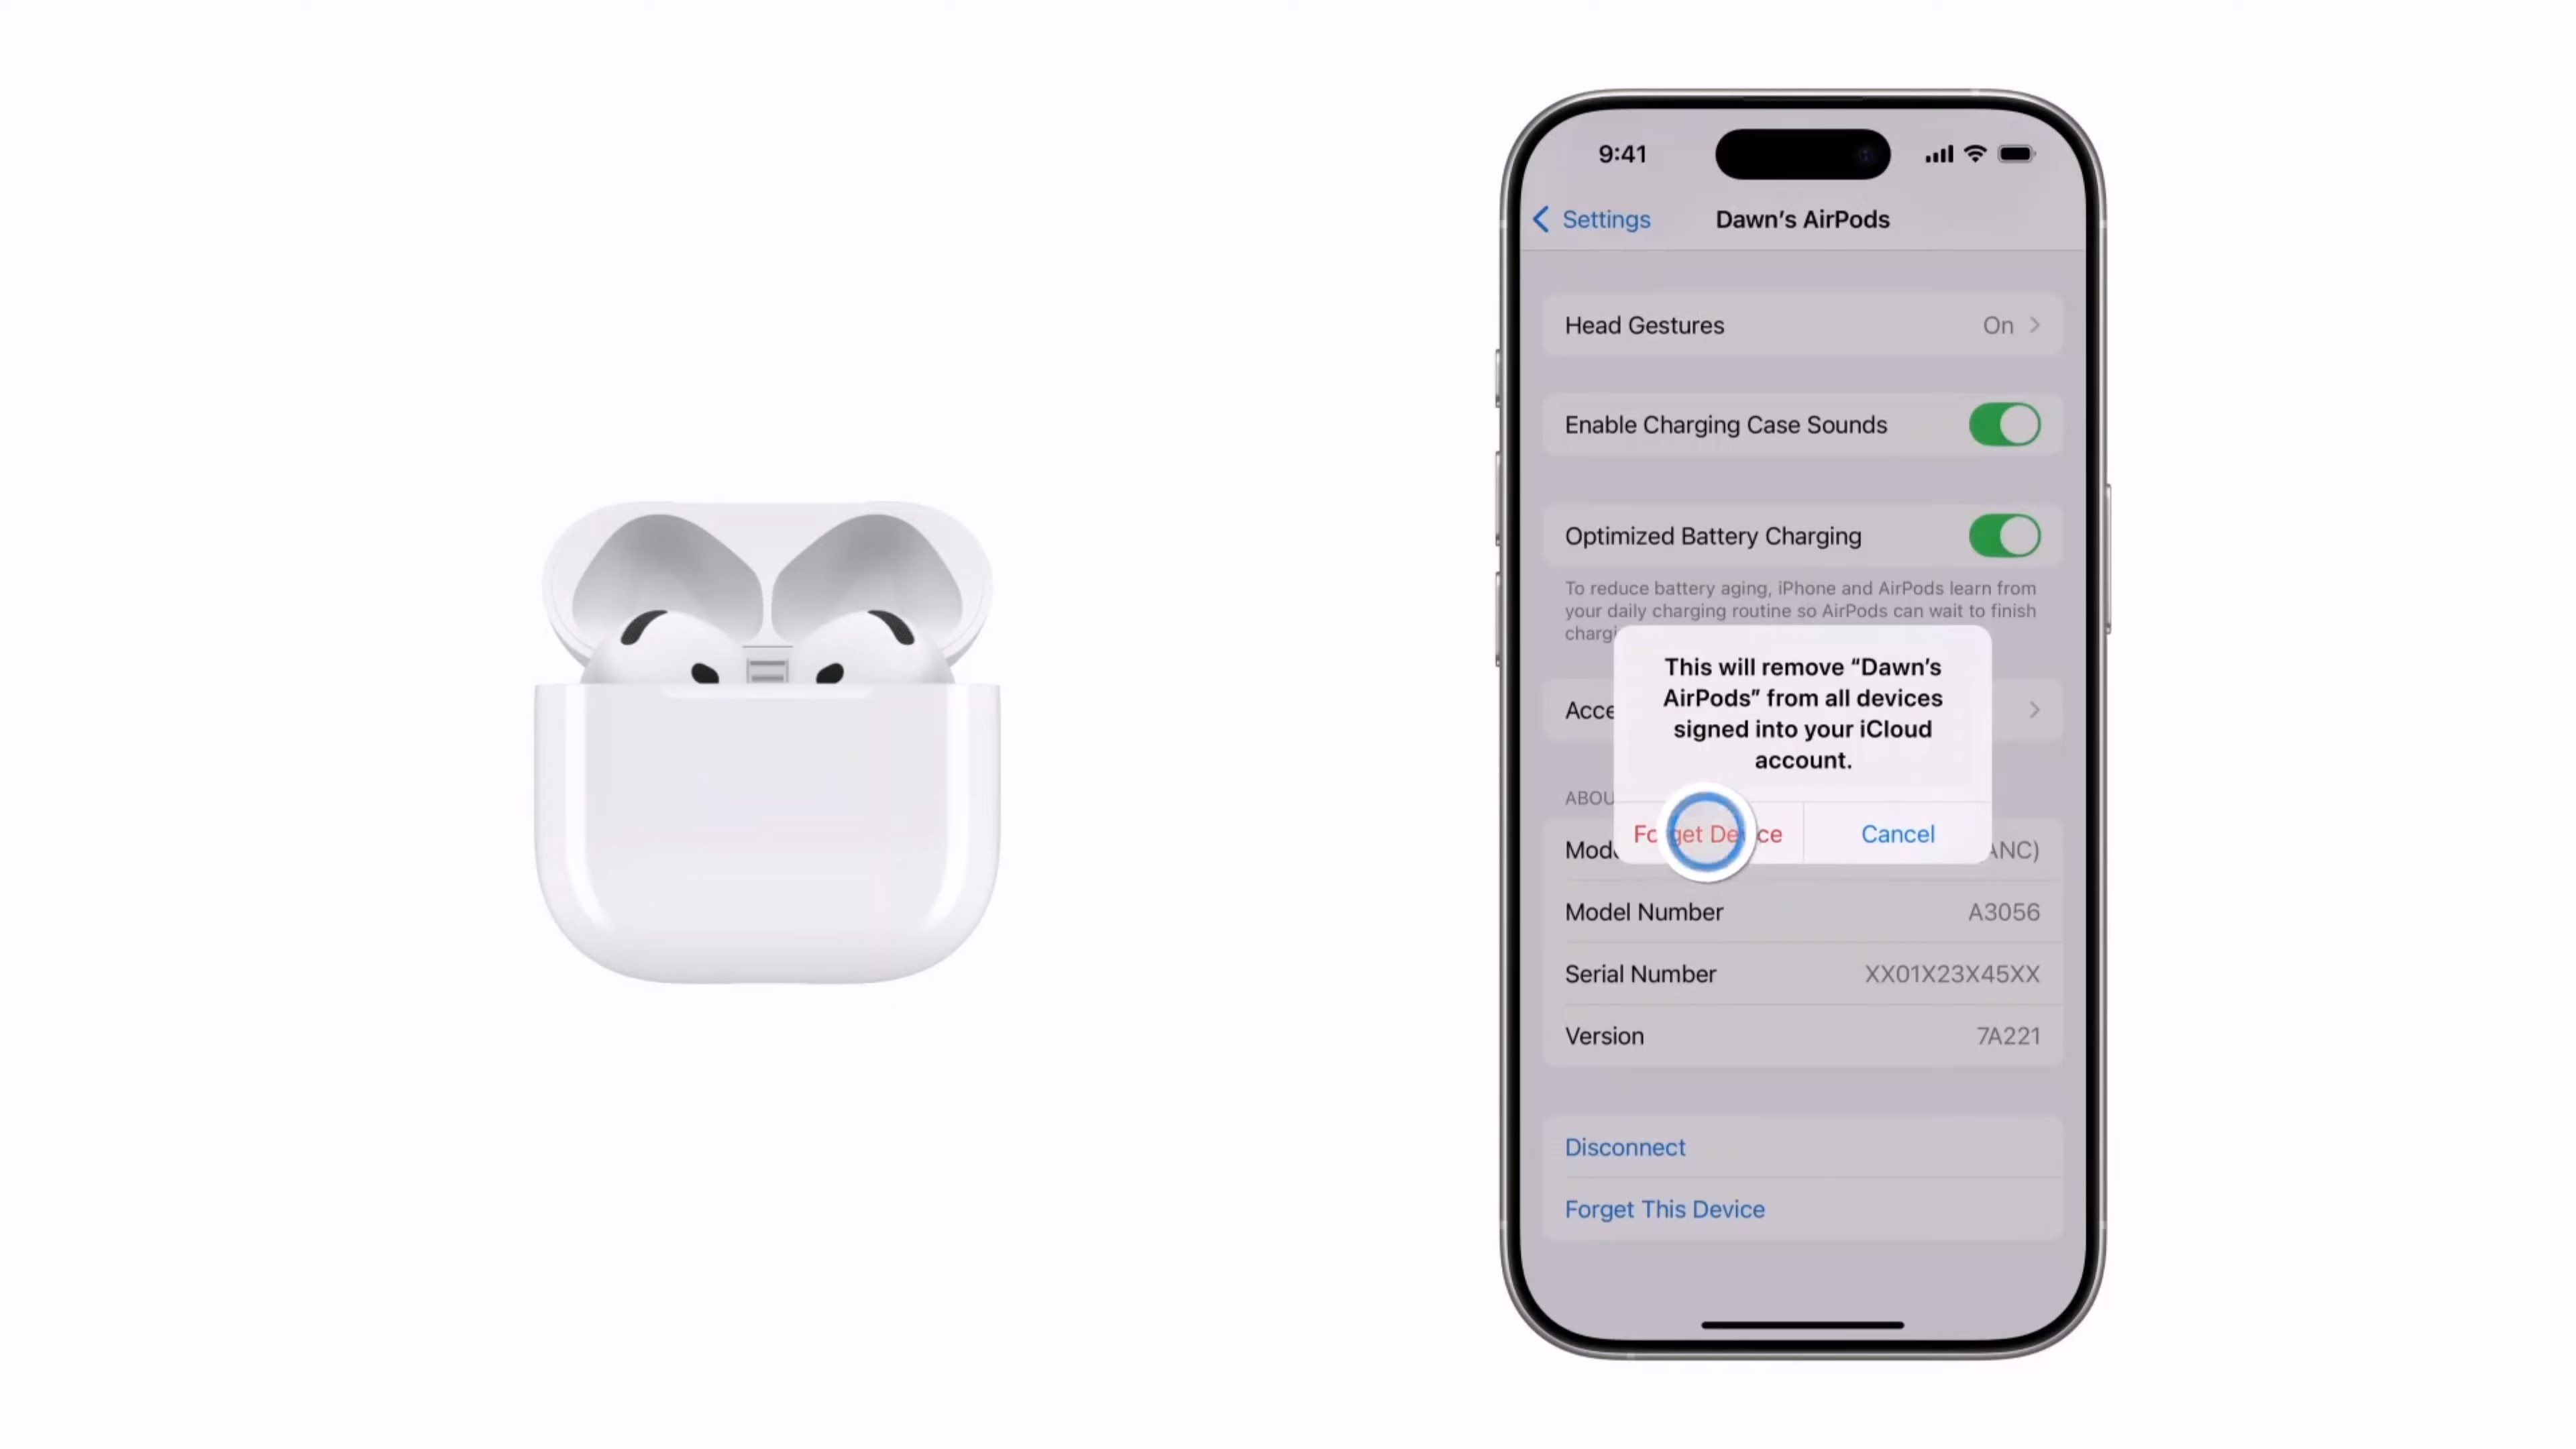 9:41
Settings
Dawn's AirPods
Head Gestures On
Enable Charging Case Sounds
Optimized Battery Charging
To reduce battery aging, iPhone and AirPods learn from
your daily charging routine so AirPods can wait to finish
This will remove “Dawn’s
AirPods” from all devices
signed into your iCloud
account.
Forget Device Cancel
Model Number A3056
Serial Number XX01X23X45XX
Version 7A221
Disconnect
Forget This Device